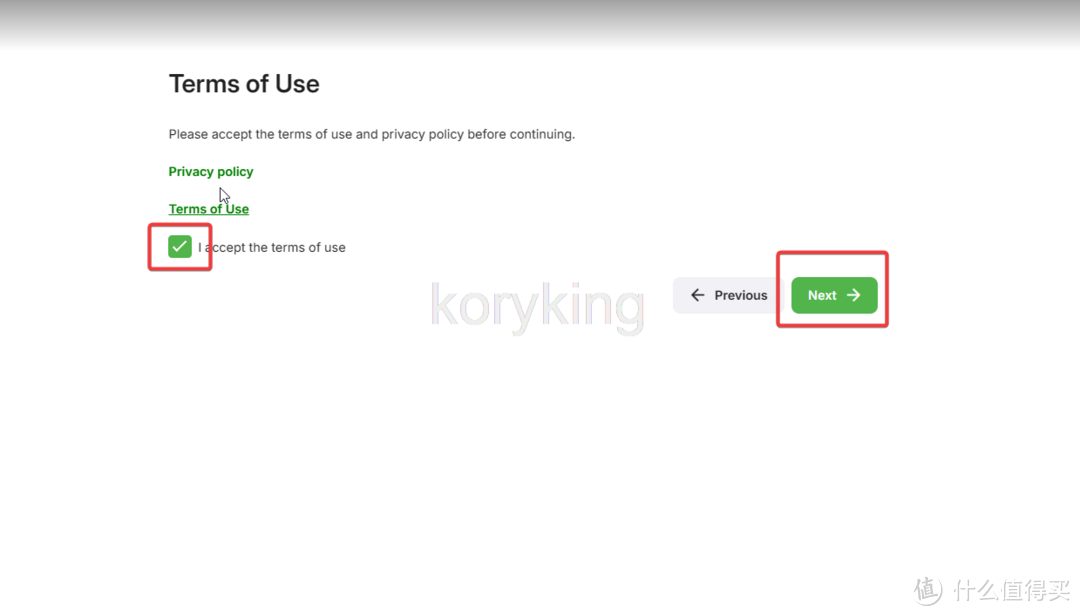 Terms of Use
Please accept the terms of use and privacy policy before continuing.
Privacy policy
Terms of Use
I accept the terms of use
Previous
Next
koryking
值 什么值得买